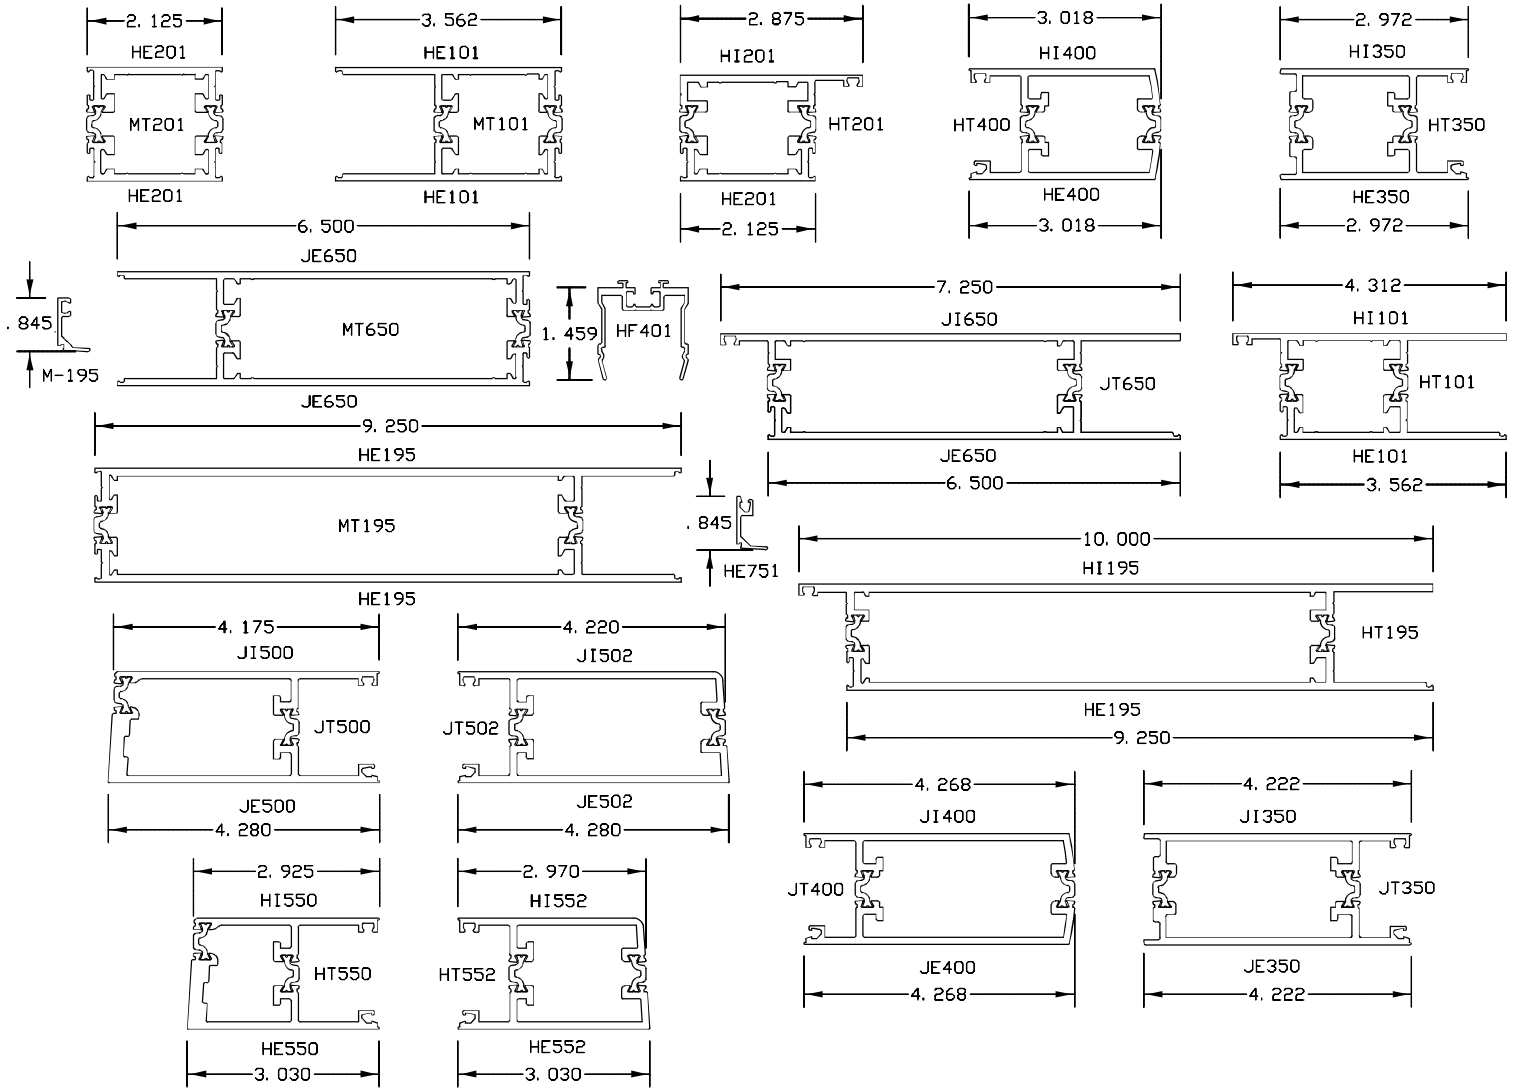 2. 125
HE201
MT201
HE201
3. 562
HE101
MT101
HE101
2. 875
HI201
HT201
HE201
2. 125
3. 018
HI400
HT400
HE400
3. 018
2. 972
HI350
HT350
HE350
2. 972
6. 500
JE650
MT650
JE650
. 845
M-195
1. 459
HF401
7. 250
JI650
JT650
JE650
6. 500
4. 312
HI101
HT101
HE101
3. 562
9. 250
HE195
MT195
HE195
. 845
HE751
10. 000
HI195
HT195
HE195
9. 250
4. 175
JI500
JT500
JE500
4. 280
4. 220
JI502
JT502
JE502
4. 280
4. 268
JI400
JT400
JE400
4. 268
4. 222
JI350
JT350
JE350
4. 222
2. 925
HI550
HT550
HE550
3. 030
2. 970
HI552
HT552
HE552
3. 030